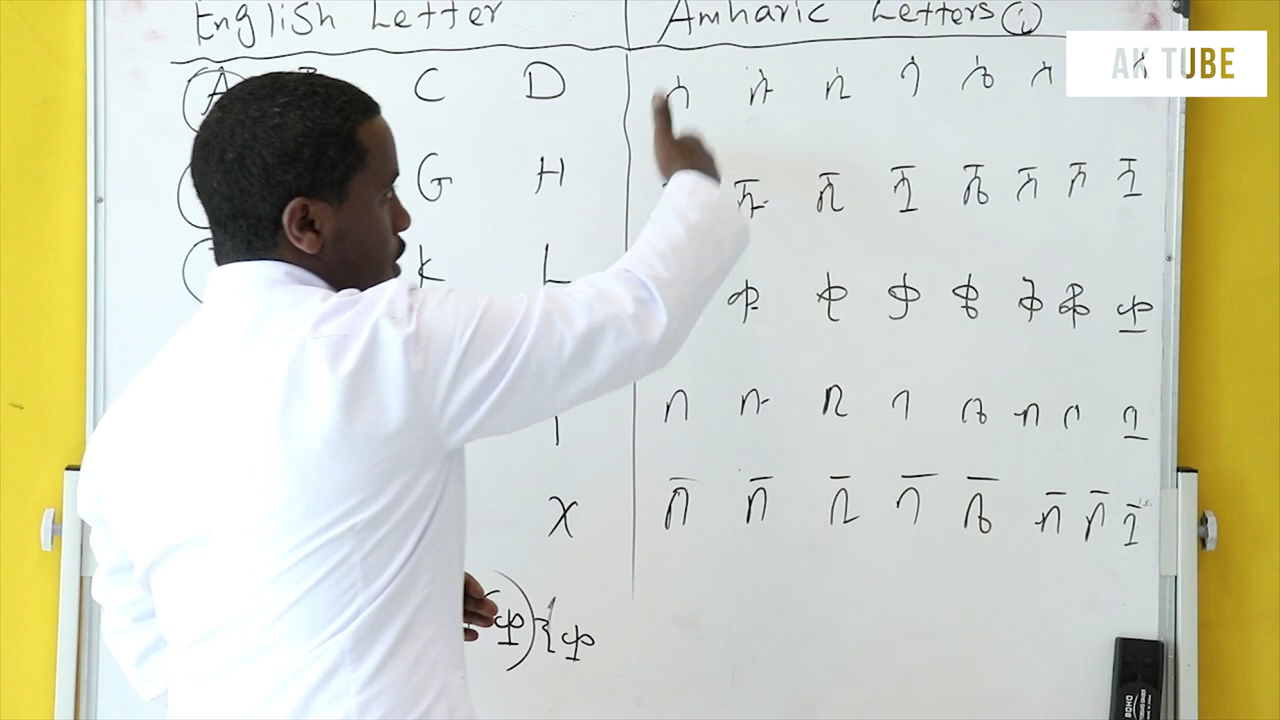 English Letter Amharic Letters (i)
AK TUBE
A C D ሰ ሱ ሲ ሳ ሴ ስ
G H ሹ ሺ ሻ ሼ ሽ ሾ ሿ
K L ቁ ቂ ቃ ቄ ቅ ቆ ቋ
በ ቡ ቢ ባ ቤ ብ ቦ ቧ
X ቨ ቪ ቫ ቬ ቭ ቮ ቯ
ቋ ) { ቋ